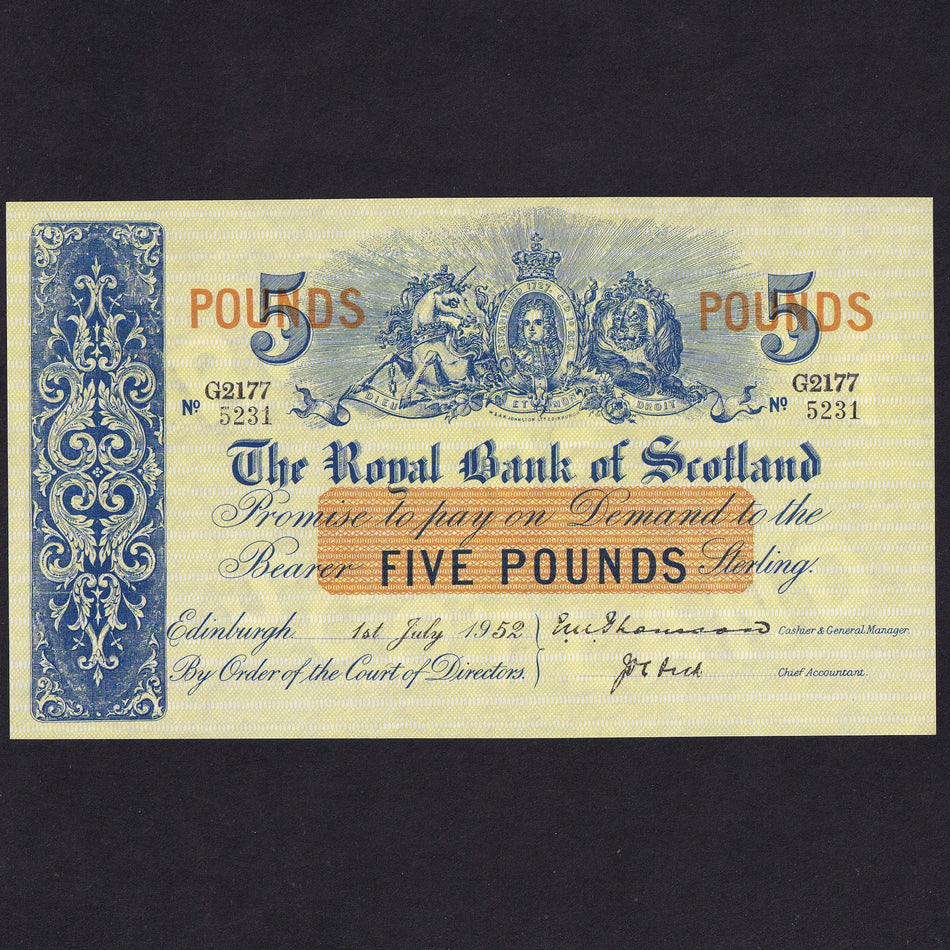 5 POUNDS
5 POUNDS
1727
DIEU ET MON DROIT
No G2177 5231
No G2177 5231
The Royal Bank of Scotland
Promise to pay on Demand to the
Bearer FIVE POUNDS Sterling.
Edinburgh 1st July 1952
Cashier & General Manager.
By Order of the Court of Directors.
Chief Accountant.